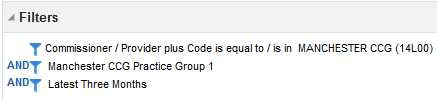 Filters
Commissioner / Provider plus Code is equal to / is in MANCHESTER CCG (14L00)
AND Manchester CCG Practice Group 1
AND Latest Three Months